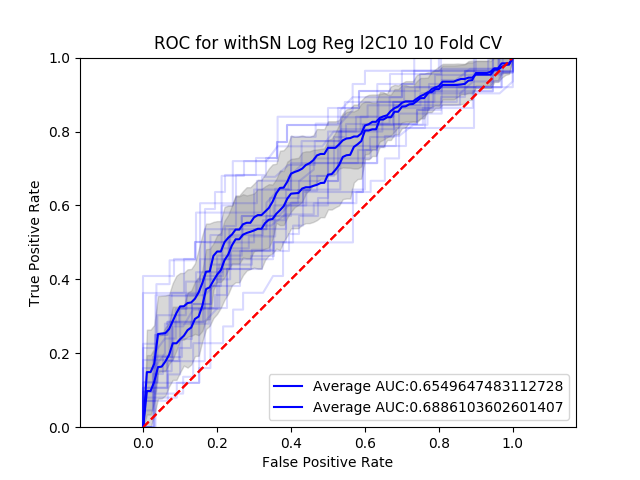 ROC for withSN Log Reg l2C10 10 Fold CV
True Positive Rate
1.0
0.8
0.6
0.4
0.2
0.0
0.0 0.2 0.4 0.6 0.8 1.0
False Positive Rate
Average AUC:0.6549647483112728
Average AUC:0.6886103602601407